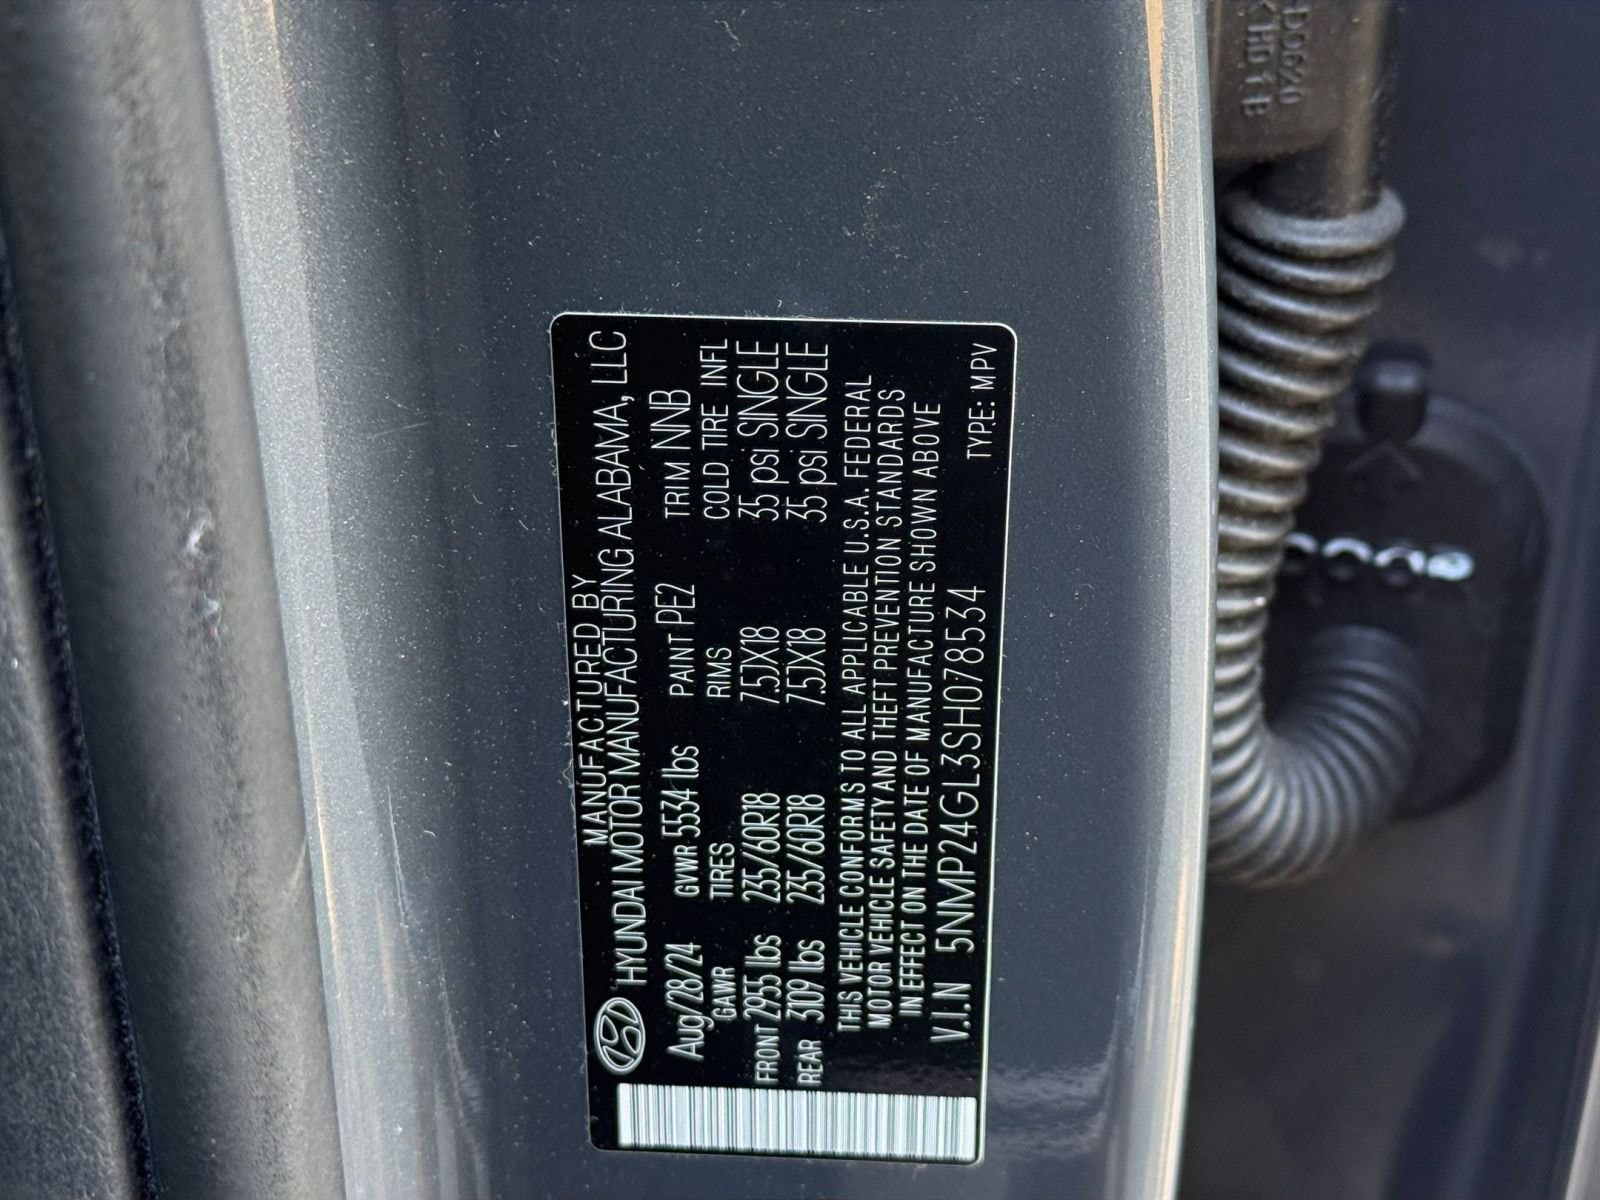 MANUFACTURED BY
HYUNDAI MOTOR MANUFACTURING ALABAMA, LLC
Aug/28/24 GVWR 5534 lbs PAINT PE2 TRIM NNB
GAWR TIRES RIMS COLD TIRE INFL
FRONT 2955 lbs 235/60R18 7.5JX18 35 psi SINGLE
REAR 3109 lbs 235/60R18 7.5JX18 35 psi SINGLE
THIS VEHICLE CONFORMS TO ALL APPLICABLE U.S.A. FEDERAL
MOTOR VEHICLE SAFETY AND THEFT PREVENTION STANDARDS
IN EFFECT ON THE DATE OF MANUFACTURE SHOWN ABOVE
V.I.N 5NMP24GL3SH078534 TYPE: MPV